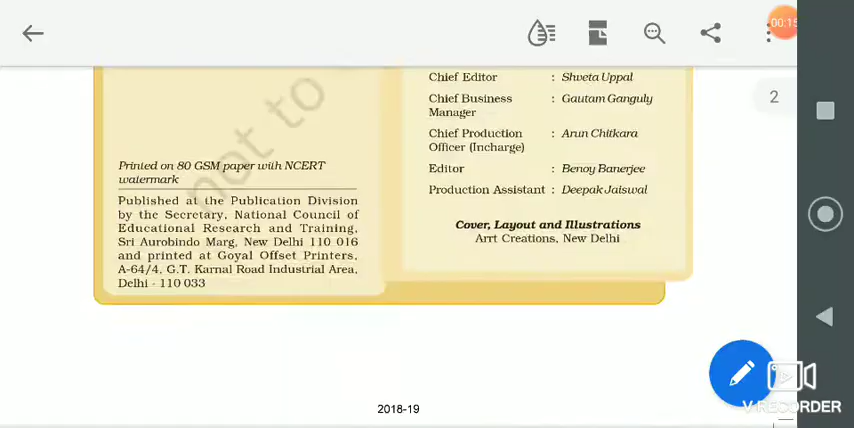 00:15
2
not to
Chief Editor : Shveta Uppal
Chief Business : Gautam Ganguly
Manager
Chief Production : Arun Chitkara
Officer (Incharge)
Editor : Benoy Banerjee
Production Assistant : Deepak Jaiswal
Cover, Layout and Illustrations
Arrt Creations, New Delhi
Printed on 80 GSM paper with NCERT
watermark
Published at the Publication Division
by the Secretary, National Council of
Educational Research and Training,
Sri Aurobindo Marg, New Delhi 110 016
and printed at Goyal Offset Printers,
A-64/4, G.T. Karnal Road Industrial Area,
Delhi - 110 033
2018-19
V RECORDER